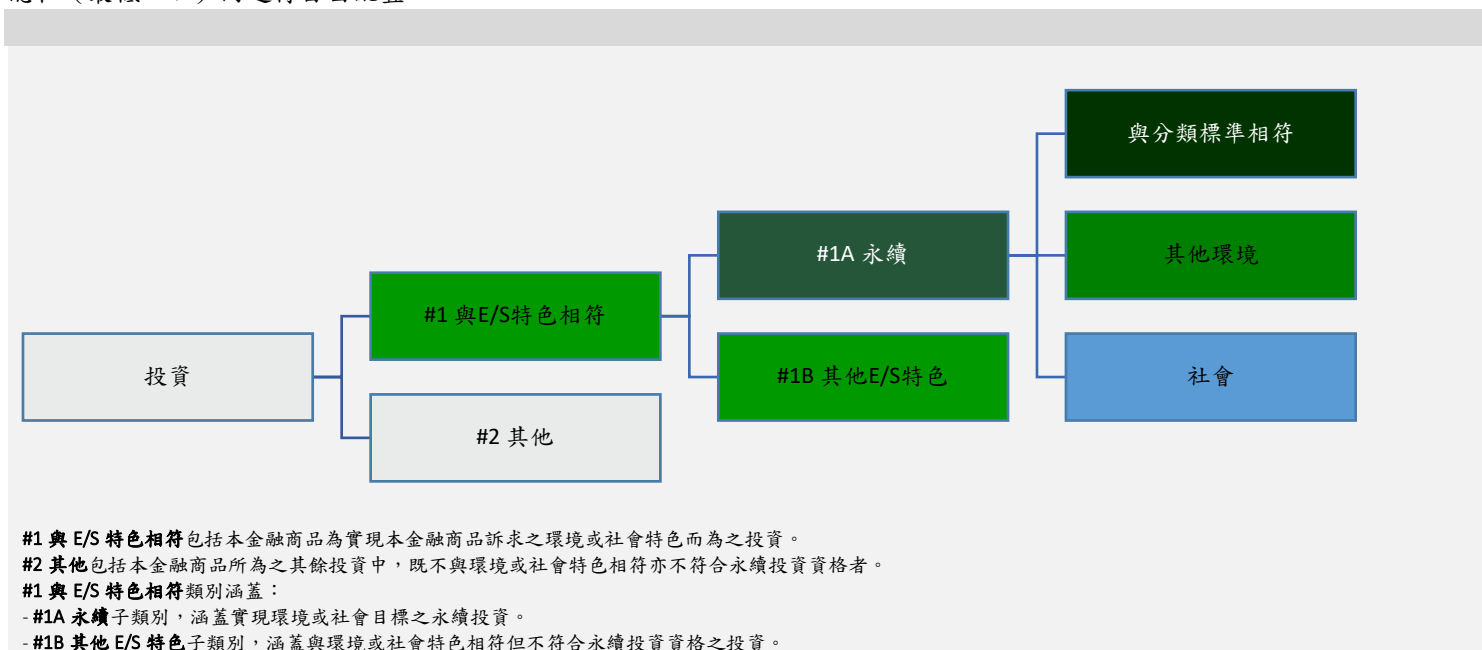 與分類標準相符
#1A 永續
其他環境
#1 與E/S特色相符
投資
#1B 其他E/S特色
社會
#2 其他
#1 與 E/S 特色相符包括本金融商品為實現本金融商品訴求之環境或社會特色而為之投資。
#2 其他包括本金融商品所為之其餘投資中，既不與環境或社會特色相符亦不符合永續投資資格者。
#1 與 E/S 特色相符類別涵蓋：
- #1A 永續子類別，涵蓋實現環境或社會目標之永續投資。
- #1B 其他 E/S 特色子類別，涵蓋與環境或社會特色相符但不符合永續投資資格之投資。